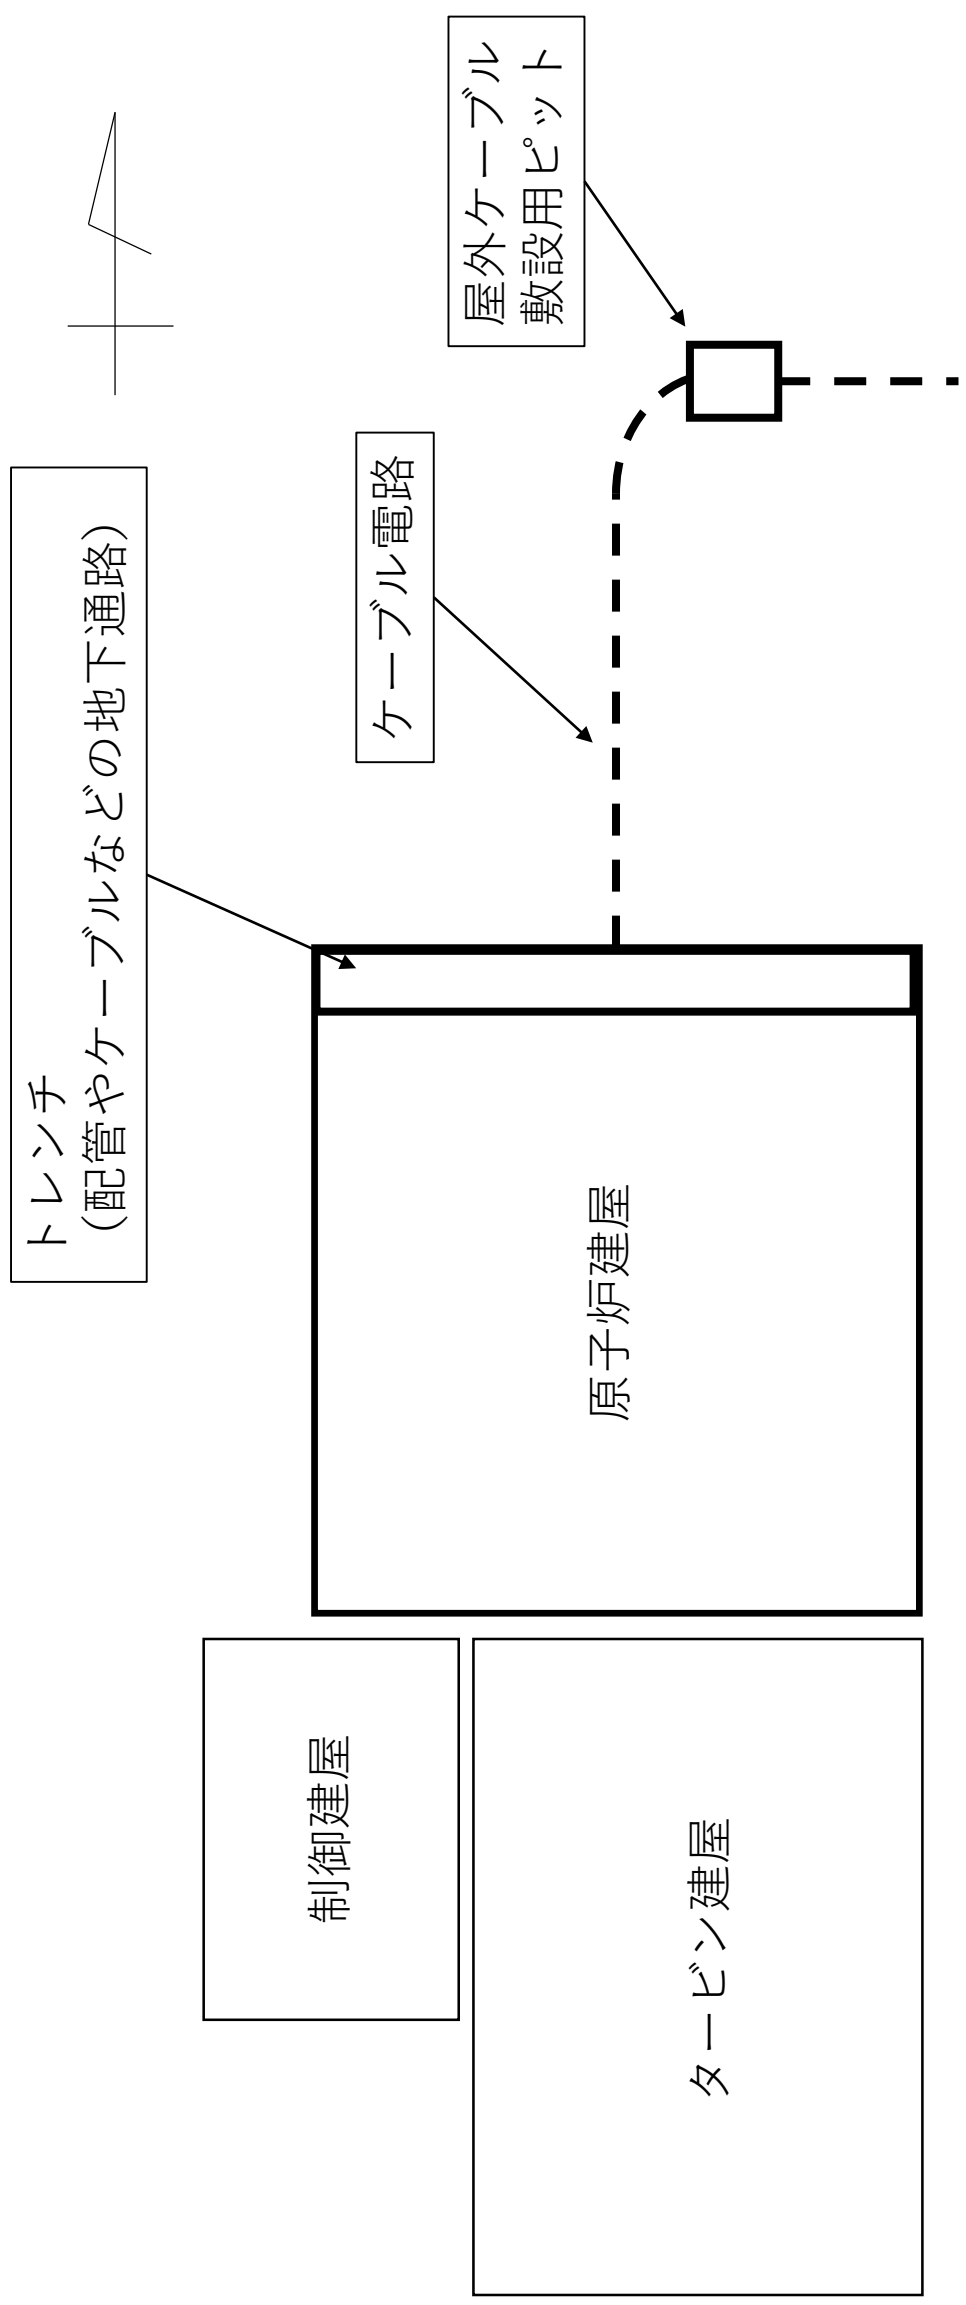 トレンチ
(配管やケーブルなどの地下通路)
ケーブル電路
屋外ケーブル
敷設用ピット
制御建屋
原子炉建屋
タービン建屋